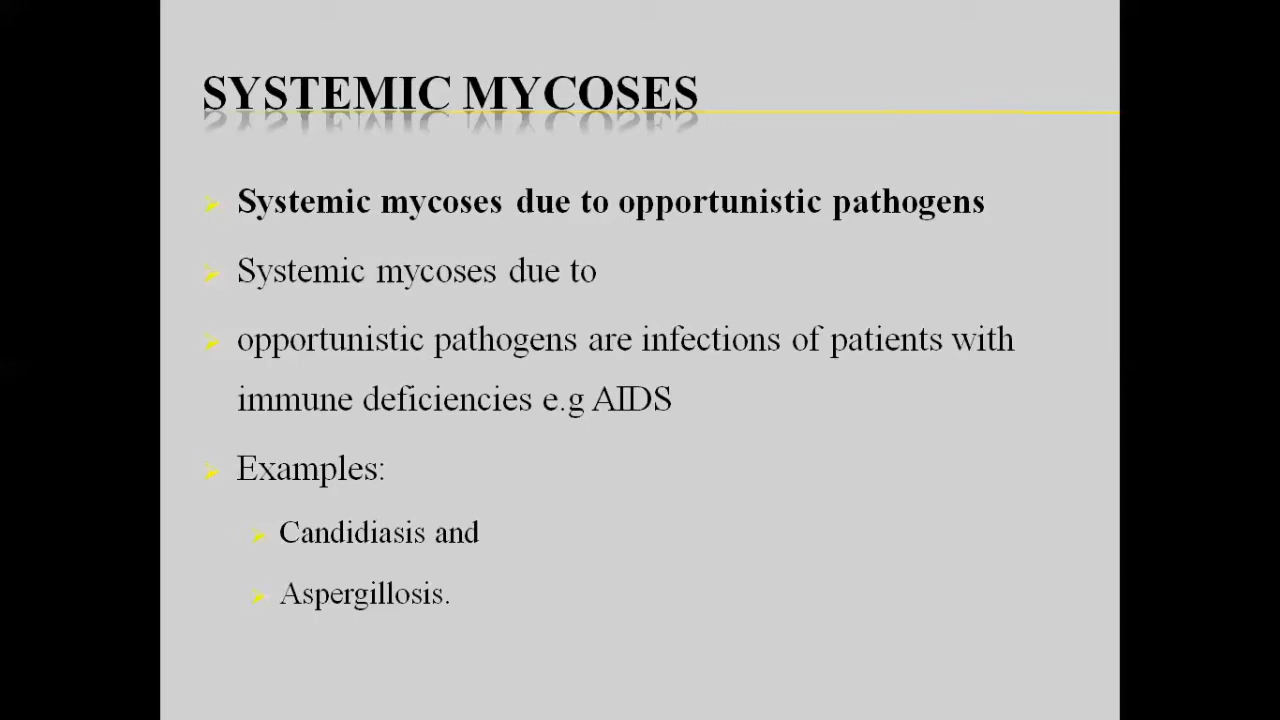 SYSTEMIC MYCOSES
Systemic mycoses due to opportunistic pathogens
Systemic mycoses due to
opportunistic pathogens are infections of patients with
immune deficiencies e.g AIDS
Examples:
Candidiasis and
Aspergillosis.